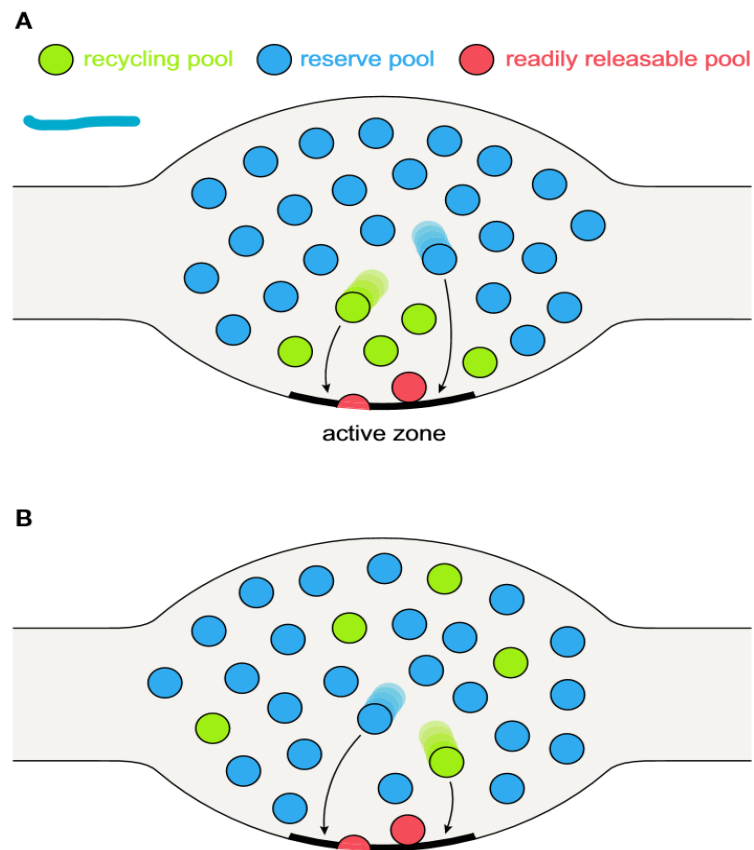 A
recycling pool reserve pool readily releasable pool
active zone
B